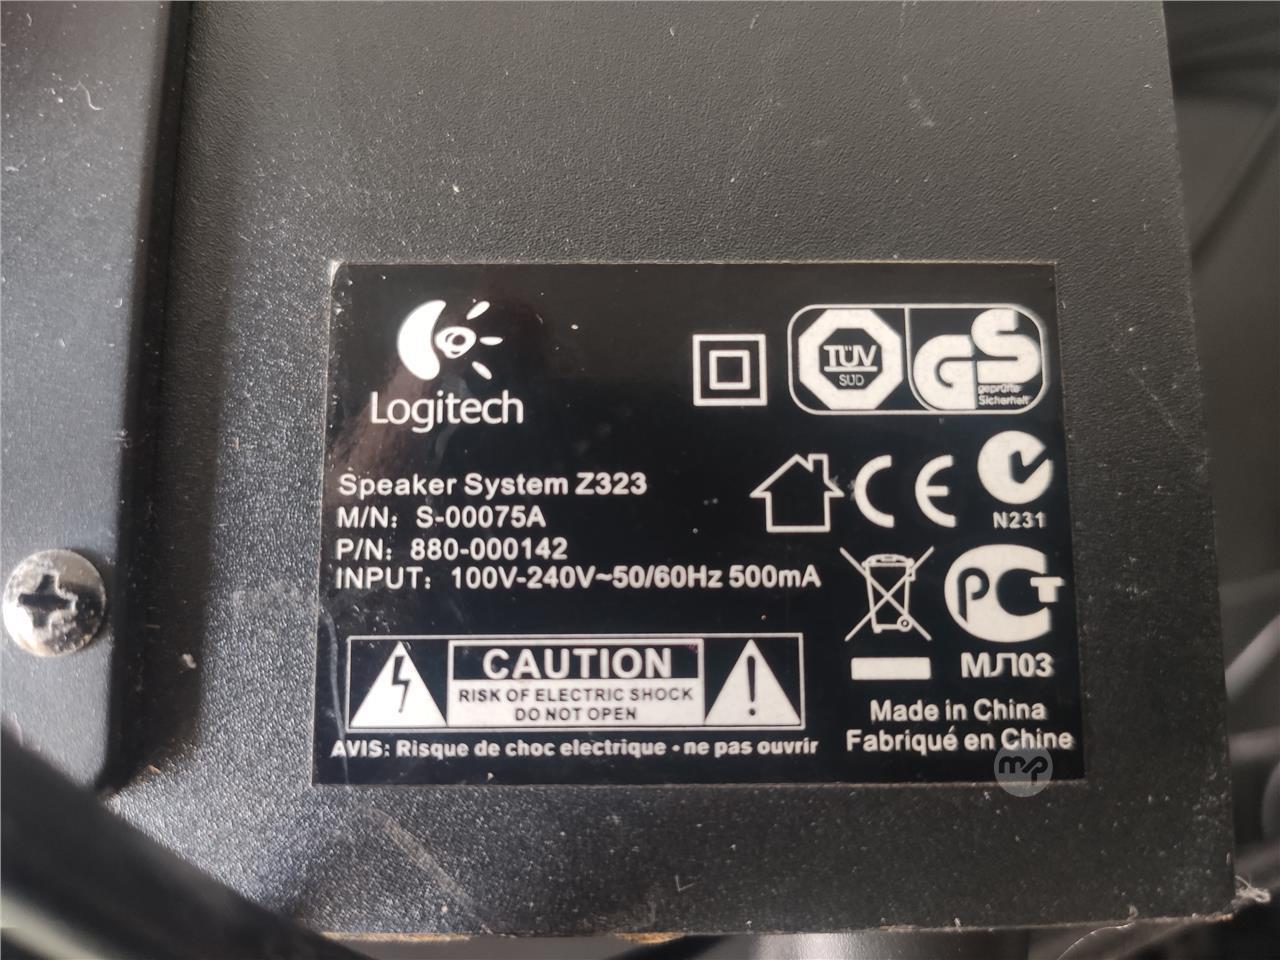 Logitech
TÜV
SÜD
GS
geprüfte
Sicherheit
Speaker System Z323
M/N: S-00075A
P/N: 880-000142
INPUT: 100V-240V~50/60Hz 500mA
CE
N231
РСТ
МЛ03
CAUTION
RISK OF ELECTRIC SHOCK
DO NOT OPEN
AVIS: Risque de choc electrique - ne pas ouvrir
Made in China
Fabriqué en Chine
mp